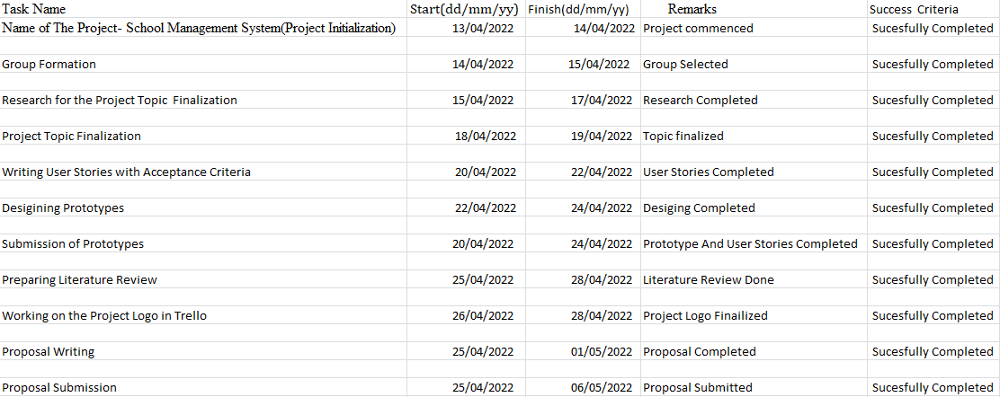 Task Name Start(dd/mm/yy) Finish(dd/mm/yy) Remarks Success Criteria
Name of The Project- School Management System(Project Initialization) 13/04/2022 14/04/2022 Project commenced Sucesfully Completed
Group Formation 14/04/2022 15/04/2022 Group Selected Sucesfully Completed
Research for the Project Topic Finalization 15/04/2022 17/04/2022 Research Completed Sucesfully Completed
Project Topic Finalization 18/04/2022 19/04/2022 Topic finalized Sucesfully Completed
Writing User Stories with Acceptance Criteria 20/04/2022 22/04/2022 User Stories Completed Sucesfully Completed
Desigining Prototypes 22/04/2022 24/04/2022 Desiging Completed Sucesfully Completed
Submission of Prototypes 20/04/2022 24/04/2022 Prototype And User Stories Completed Sucesfully Completed
Preparing Literature Review 25/04/2022 28/04/2022 Literature Review Done Sucesfully Completed
Working on the Project Logo in Trello 26/04/2022 28/04/2022 Project Logo Finailized Sucesfully Completed
Proposal Writing 25/04/2022 01/05/2022 Proposal Completed Sucesfully Completed
Proposal Submission 25/04/2022 06/05/2022 Proposal Submitted Sucesfully Completed